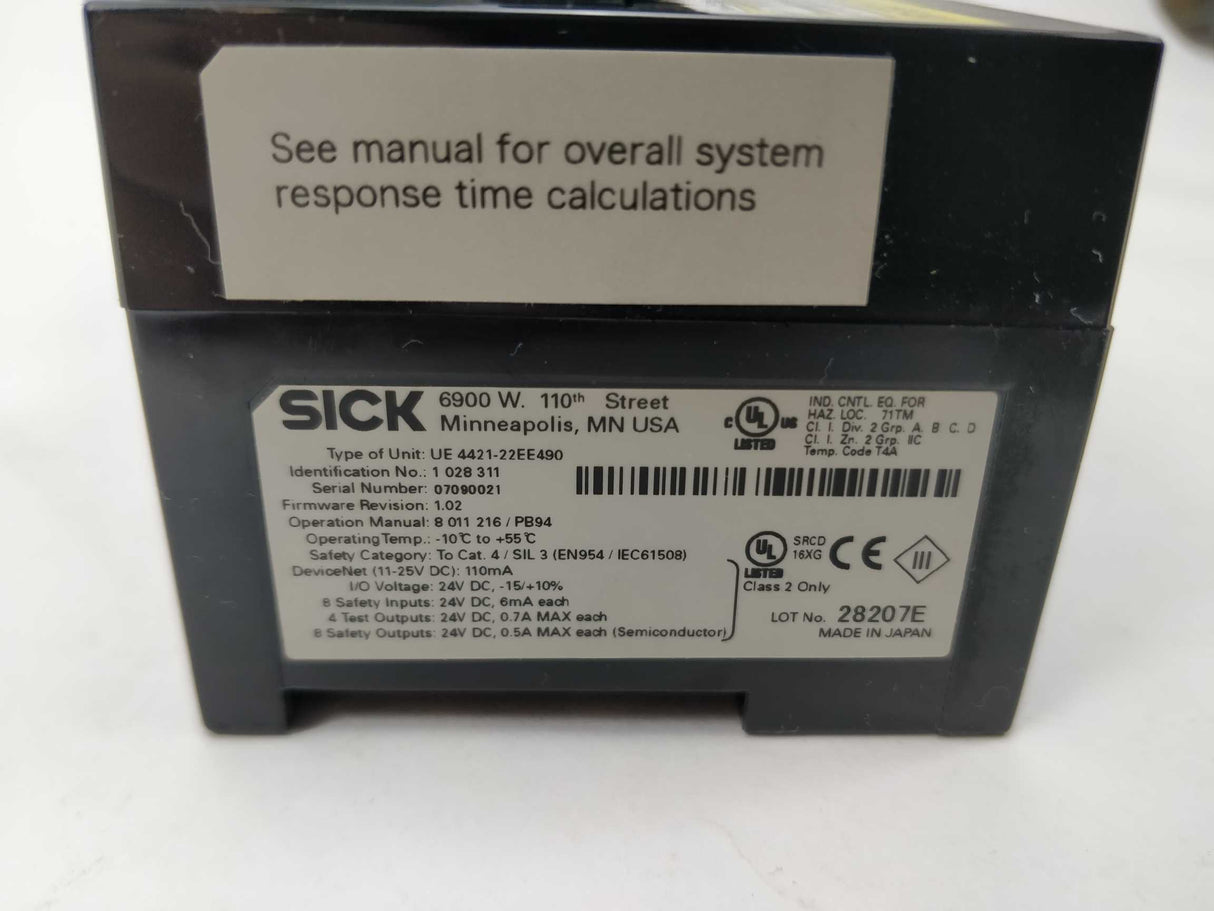 See manual for overall system
response time calculations
SICK
6900 W. 110th Street
Minneapolis, MN USA
C UL US
LISTED
IND. CNTL. EQ. FOR
HAZ. LOC. 71TM
Cl. I. Div. 2 Grp. A. B C. D
Cl. I. Zn. 2 Grp. IIC
Temp. Code T4A
Type of Unit: UE 4421-22EE490
Identification No.: 1 028 311
Serial Number: 07090021
Firmware Revision: 1.02
Operation Manual: 8 011 216 / PB94
Operating Temp.: -10℃ to +55℃
Safety Category: To Cat. 4 / SIL 3 (EN954 / IEC61508)
DeviceNet (11-25V DC): 110mA
I/O Voltage: 24V DC, -15/+10%
8 Safety Inputs: 24V DC, 6mA each
4 Test Outputs: 24V DC, 0.7A MAX each
8 Safety Outputs: 24V DC, 0.5A MAX each (Semiconductor)
UL
LISTED
SRCD
16XG
CE
III
Class 2 Only
LOT No. 28207E
MADE IN JAPAN